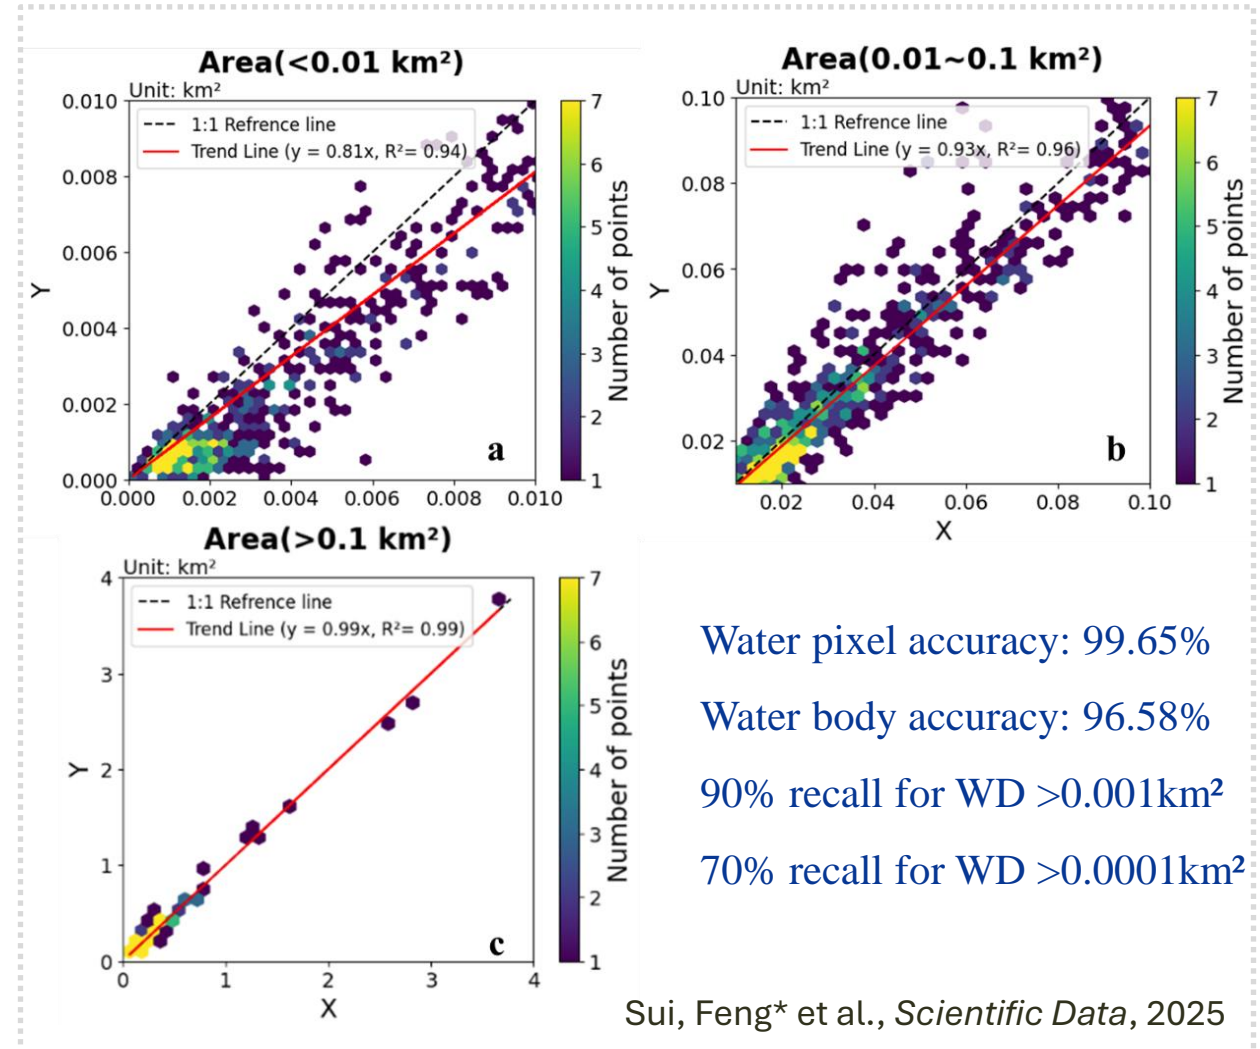 Area(<0.01 km²)
Unit: km²
0.010
0.008
0.006
0.004
0.002
0.000
Y
1:1 Refrence line
Trend Line (y = 0.81x, R²= 0.94)
a
0.000 0.002 0.004 0.006 0.008 0.010
7
6
5
4
3
2
1
Number of points
Area(0.01~0.1 km²)
Unit: km²
0.10
0.08
0.06
0.04
0.02
Y
1:1 Refrence line
Trend Line (y = 0.93x, R²= 0.96)
b
0.02 0.04 0.06 0.08 0.10
X
7
6
5
4
3
2
1
Number of points
Area(>0.1 km²)
Unit: km²
4
3
2
1
0
Y
1:1 Refrence line
Trend Line (y = 0.99x, R²= 0.99)
c
0 1 2 3 4
X
7
6
5
4
3
2
1
Number of points
Water pixel accuracy: 99.65%
Water body accuracy: 96.58%
90% recall for WD >0.001km²
70% recall for WD >0.0001km²
Sui, Feng* et al., Scientific Data, 2025